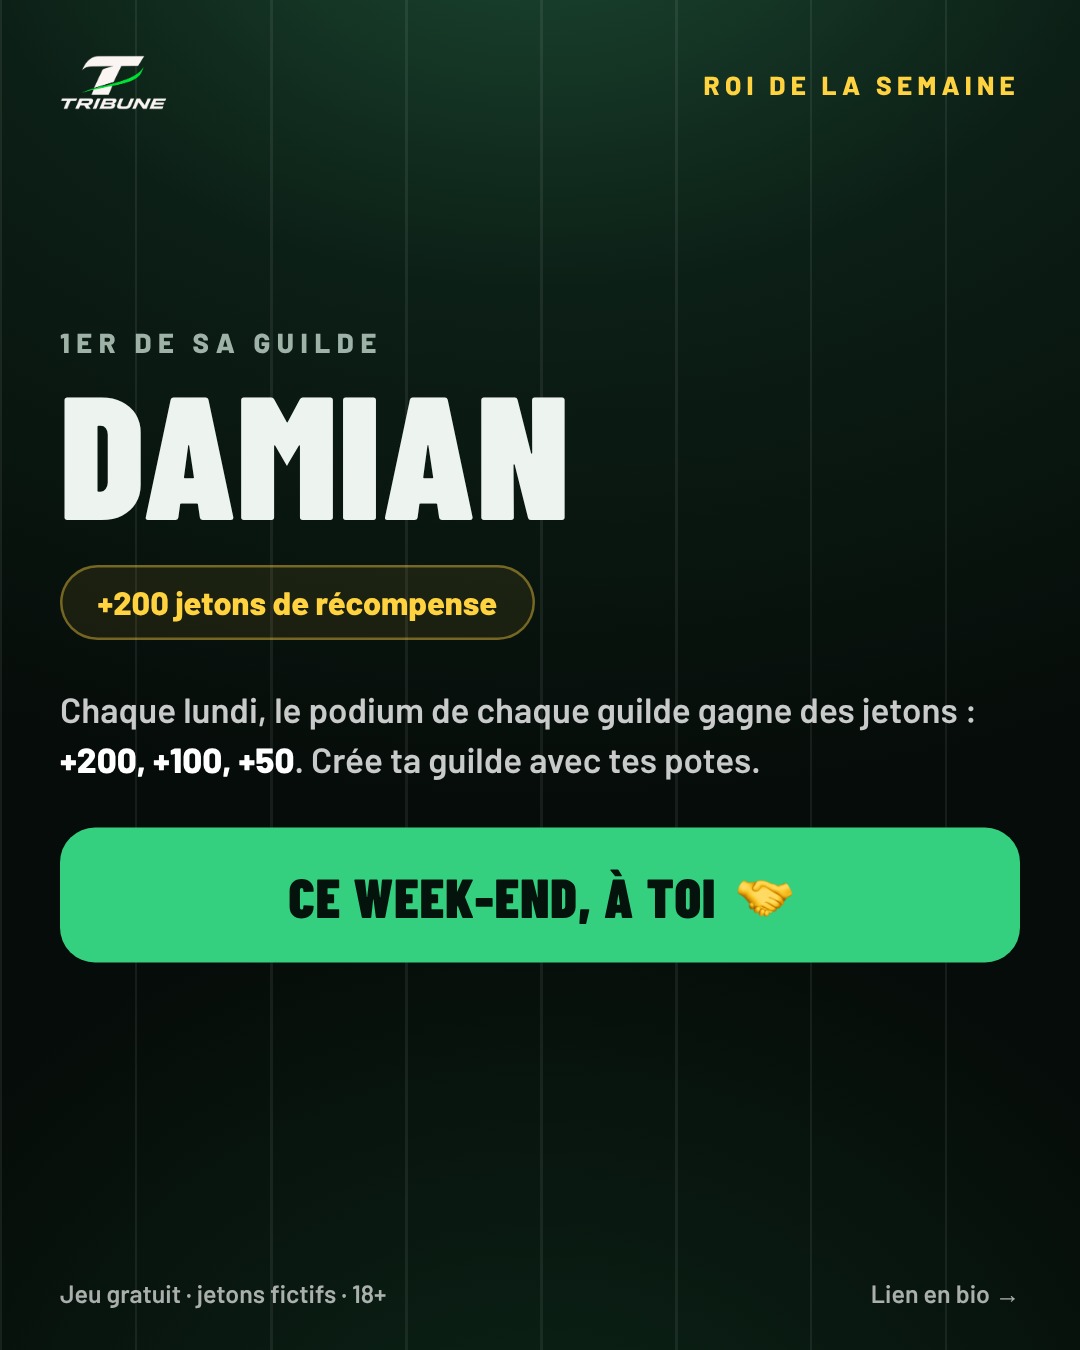 TRIBUNE
ROI DE LA SEMAINE
1ER DE SA GUILDE
DAMIAN
+200 jetons de récompense
Chaque lundi, le podium de chaque guilde gagne des jetons :
+200, +100, +50. Crée ta guilde avec tes potes.
CE WEEK-END, À TOI 🤝
Jeu gratuit · jetons fictifs · 18+
Lien en bio →